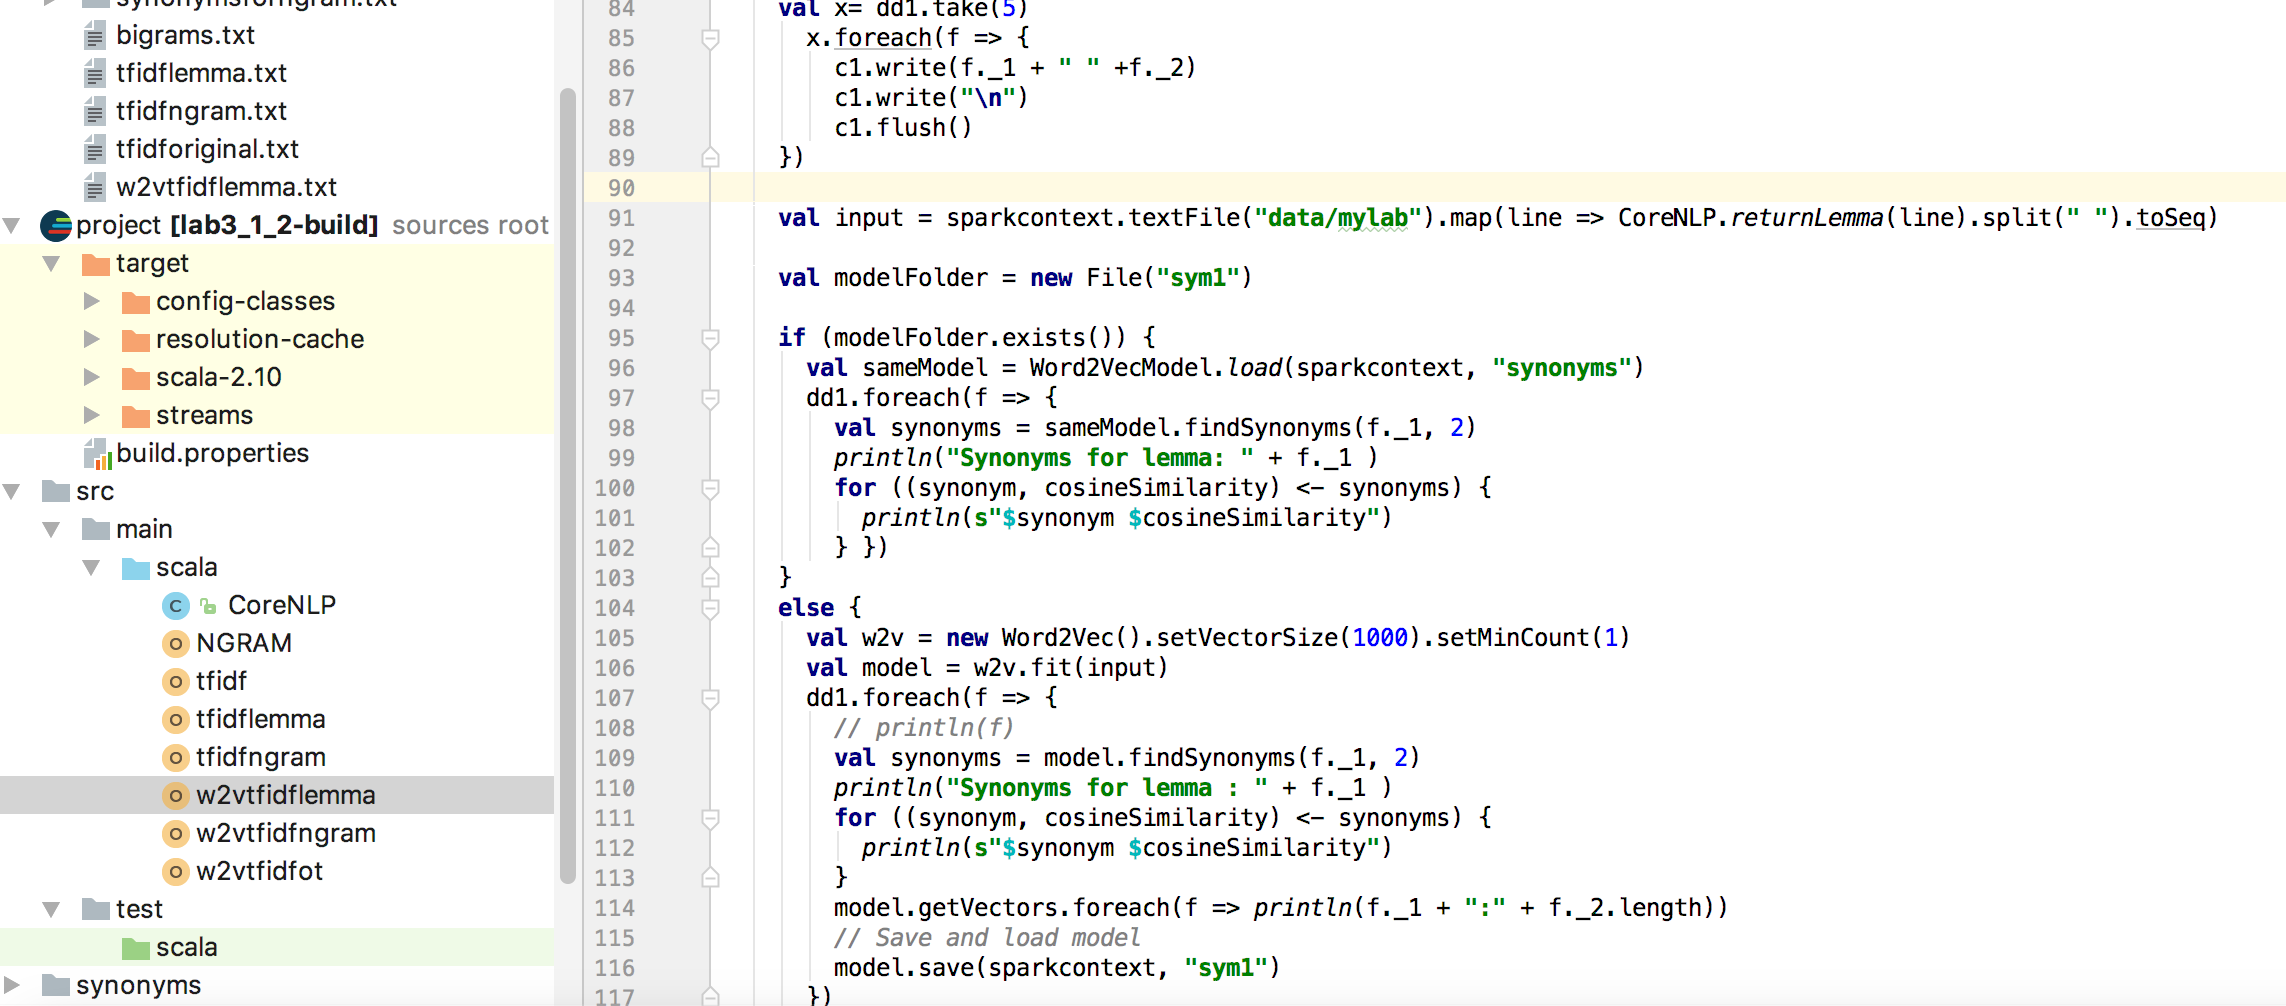 synonymsforngram.txt
bigrams.txt
tfidflemma.txt
tfidfngram.txt
tfidforiginal.txt
w2vtfidflemma.txt
project [lab3_1_2-build] sources root
target
config-classes
resolution-cache
scala-2.10
streams
build.properties
src
main
scala
C CoreNLP
O NGRAM
O tfidf
O tfidflemma
O tfidfngram
O w2vtfidflemma
O w2vtfidfngram
O w2vtfidfot
test
scala
synonyms
84 val x= dd1.take(5)
85 x.foreach(f => {
86 c1.write(f._1 + " " +f._2)
87 c1.write("\n")
88 c1.flush()
89 })
90
91 val input = sparkcontext.textFile("data/mylab").map(line => CoreNLP.returnLemma(line).split(" ").toSeq)
92
93 val modelFolder = new File("sym1")
94
95 if (modelFolder.exists()) {
96 val sameModel = Word2VecModel.load(sparkcontext, "synonyms")
97 dd1.foreach(f => {
98 val synonyms = sameModel.findSynonyms(f._1, 2)
99 println("Synonyms for lemma: " + f._1 )
100 for ((synonym, cosineSimilarity) <- synonyms) {
101 println(s"$synonym $cosineSimilarity")
102 } })
103 }
104 else {
105 val w2v = new Word2Vec().setVectorSize(1000).setMinCount(1)
106 val model = w2v.fit(input)
107 dd1.foreach(f => {
108 // println(f)
109 val synonyms = model.findSynonyms(f._1, 2)
110 println("Synonyms for lemma : " + f._1 )
111 for ((synonym, cosineSimilarity) <- synonyms) {
112 println(s"$synonym $cosineSimilarity")
113 }
114 model.getVectors.foreach(f => println(f._1 + ":" + f._2.length))
115 // Save and load model
116 model.save(sparkcontext, "sym1")
117 })